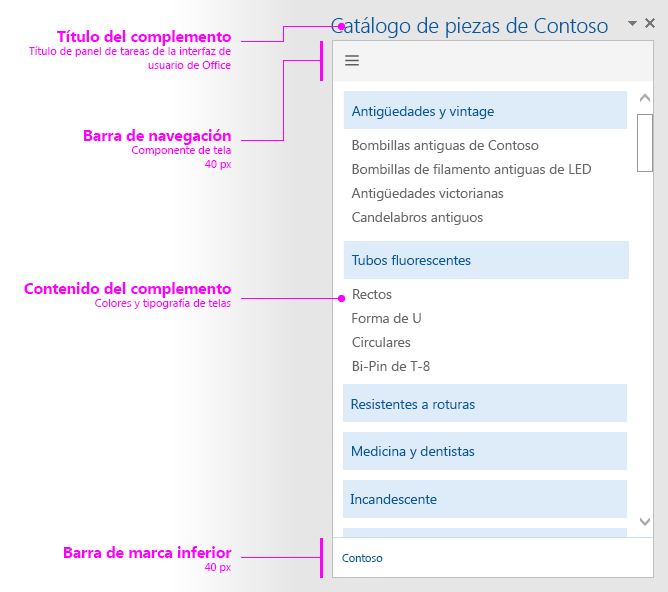 Catálogo de piezas de Contoso
Título del complemento
Título de panel de tareas de la interfaz de
usuario de Office
Barra de navegación
Componente de tela
40 px
Antigüedades y vintage
Bombillas antiguas de Contoso
Bombillas de filamento antiguas de LED
Antigüedades victorianas
Candelabros antiguos
Tubos fluorescentes
Contenido del complemento
Colores y tipografía de telas
Rectos
Forma de U
Circulares
Bi-Pin de T-8
Resistentes a roturas
Medicina y dentistas
Incandescente
Barra de marca inferior
40 px
Contoso